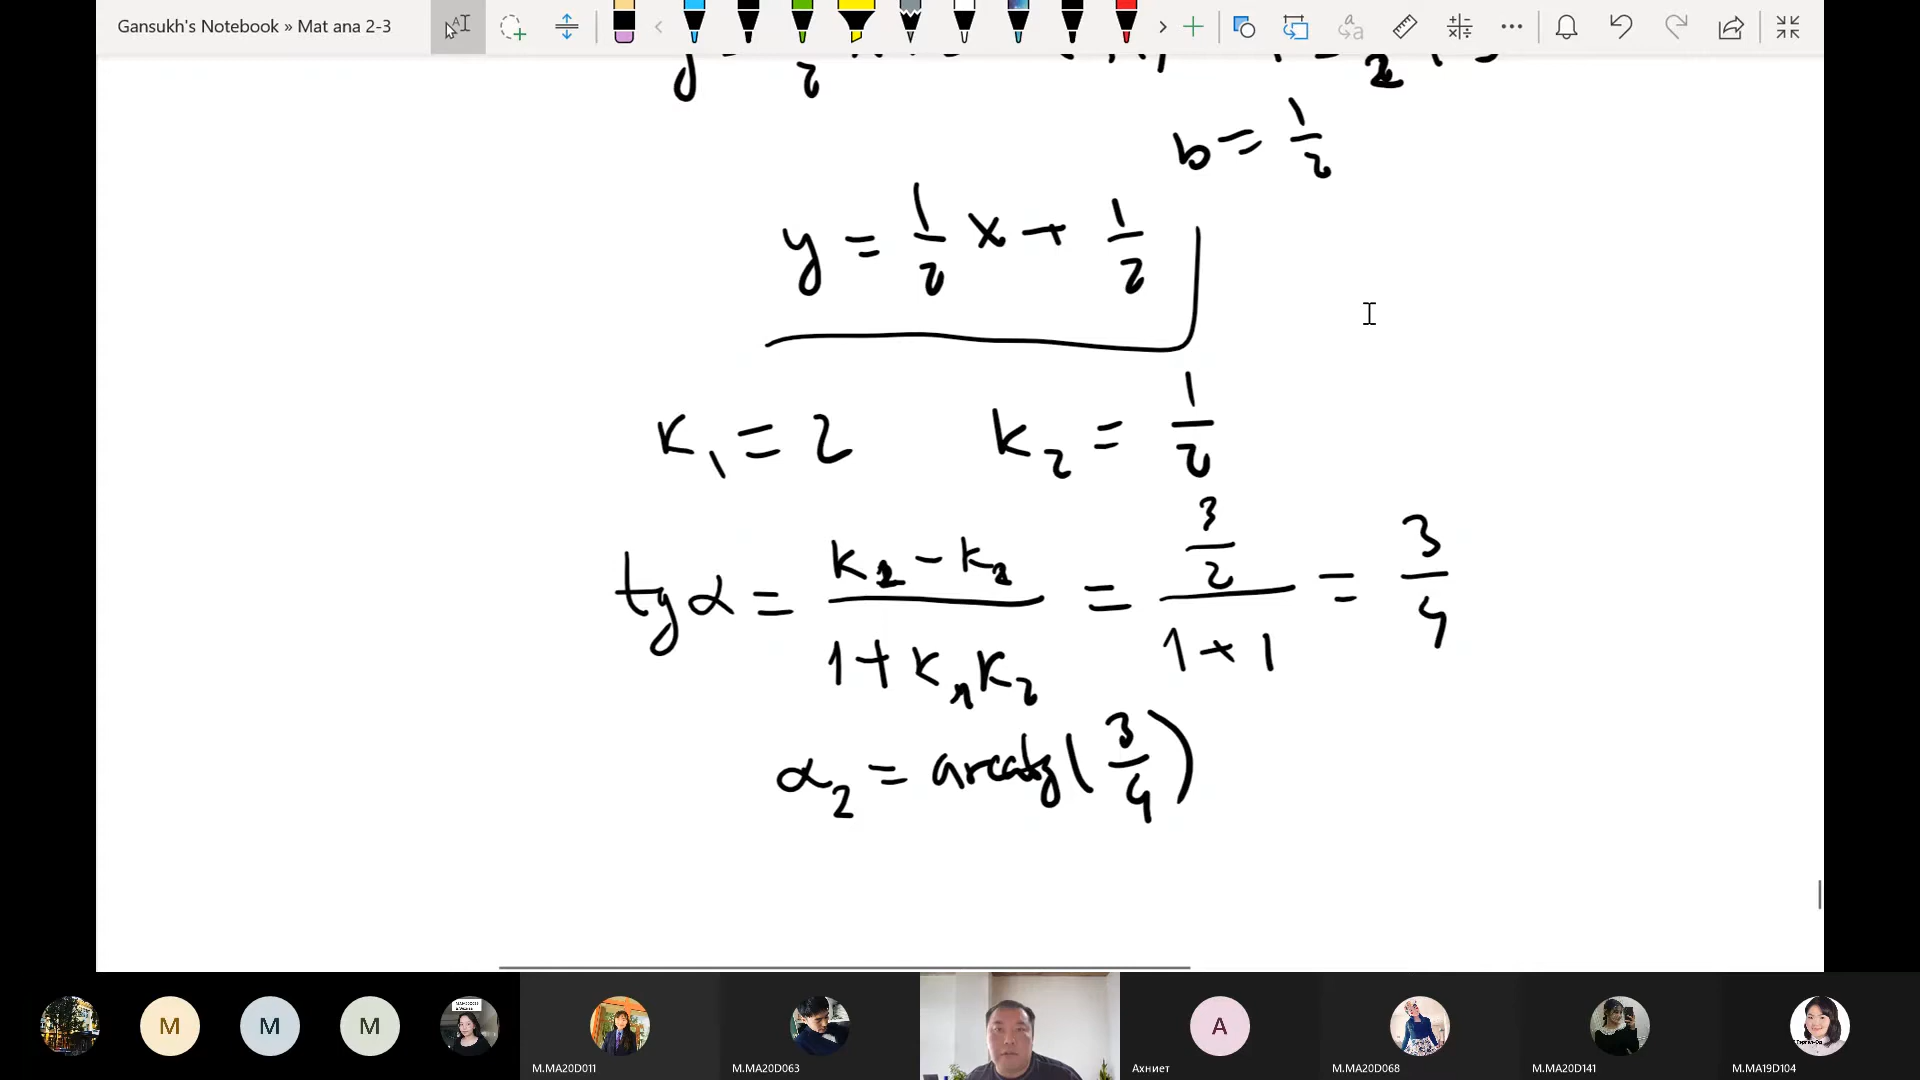 Gansukh's Notebook » Mat ana 2-3
b = 1/2
y = 1/2 x + 1/2
K₁ = 2    k₂ = 1/2
tg α = (k₁ - k₂)/(1 + k₁k₂) = (3/2)/(1 + 1) = 3/4
α₂ = arctg(3/4)
M
M
M
A
M.MA20D011
M.MA20D063
Ахниет
M.MA20D068
M.MA20D141
M.MA19D104